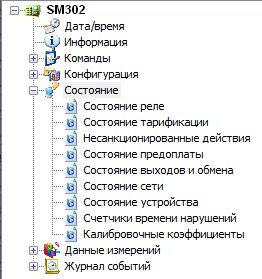 SM302
Дата/время
Информация
Команды
Конфигурация
Состояние
Состояние реле
Состояние тарификации
Несанкционированные действия
Состояние предоплаты
Состояние выходов и обмена
Состояние сети
Состояние устройства
Счетчики времени нарушений
Калибровочные коэффициенты
Данные измерений
Журнал событий